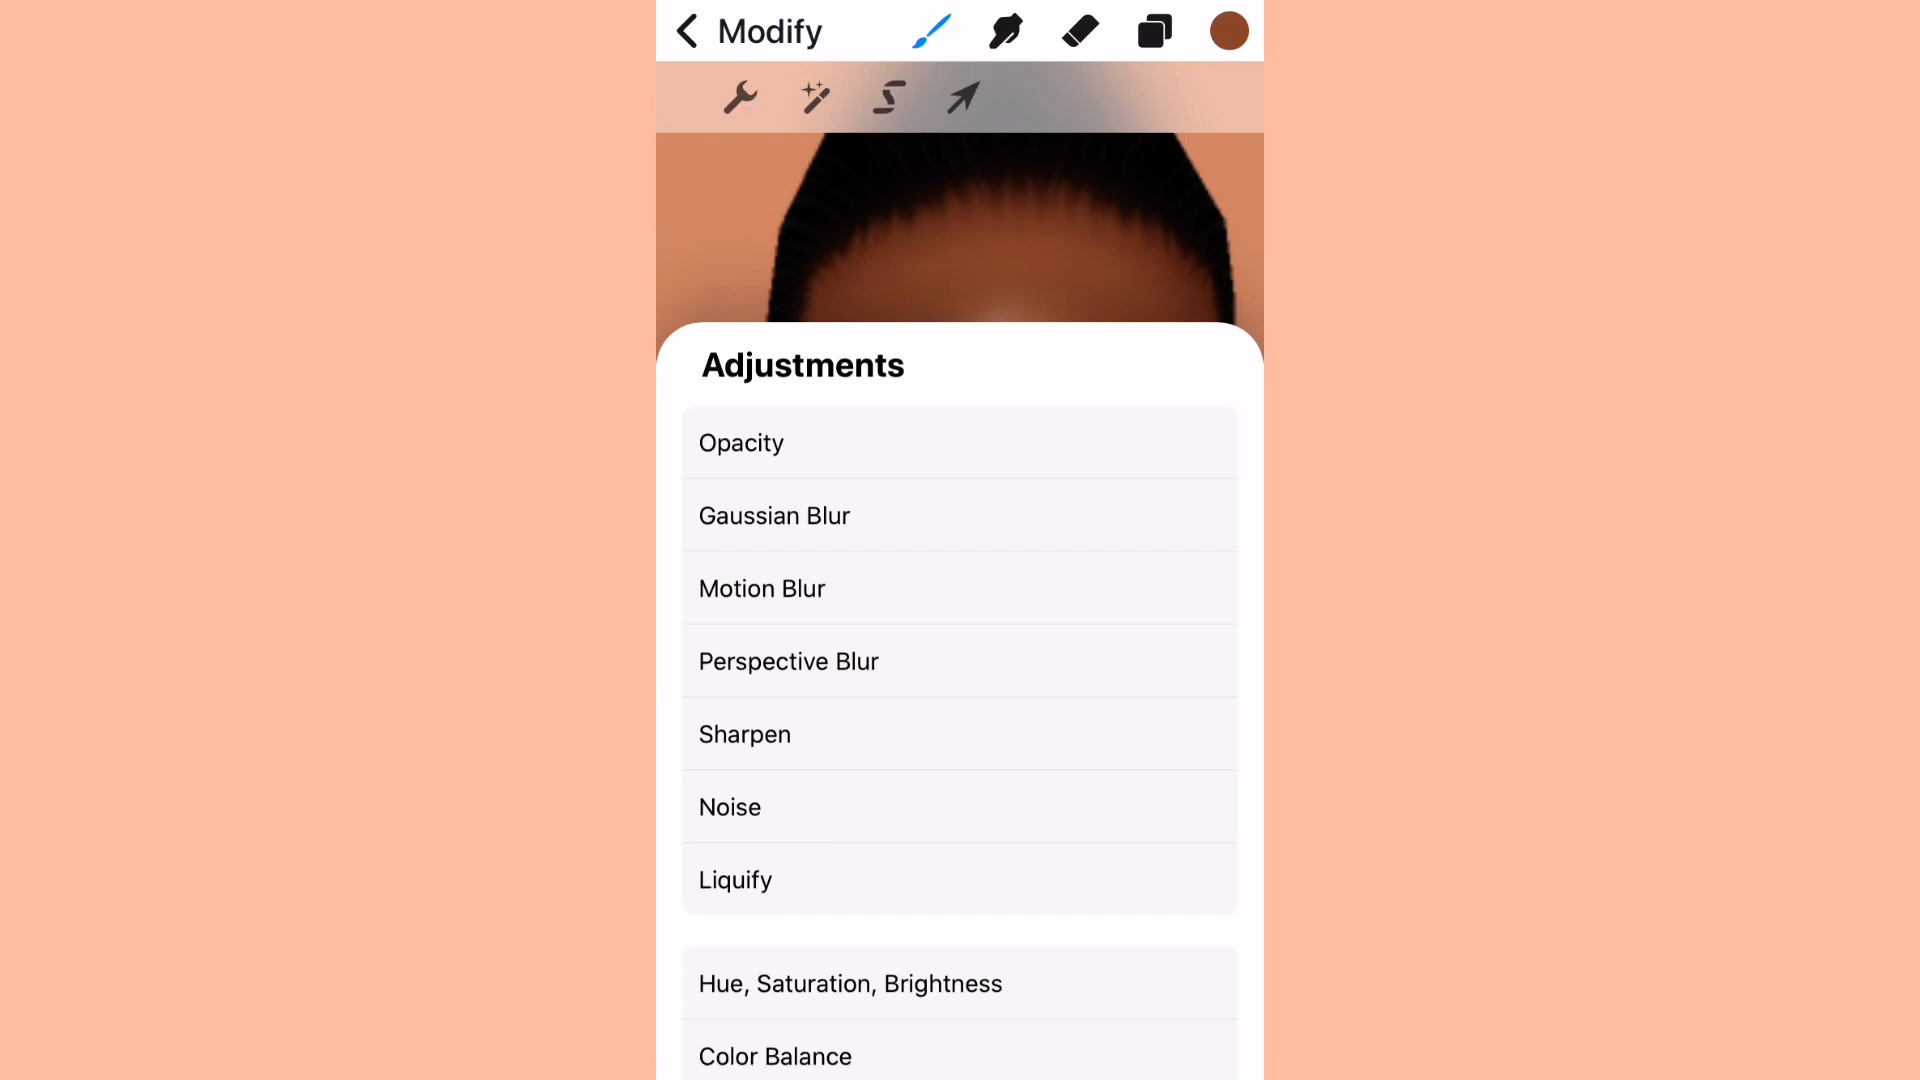 Modify
Adjustments
Opacity
Gaussian Blur
Motion Blur
Perspective Blur
Sharpen
Noise
Liquify
Hue, Saturation, Brightness
Color Balance